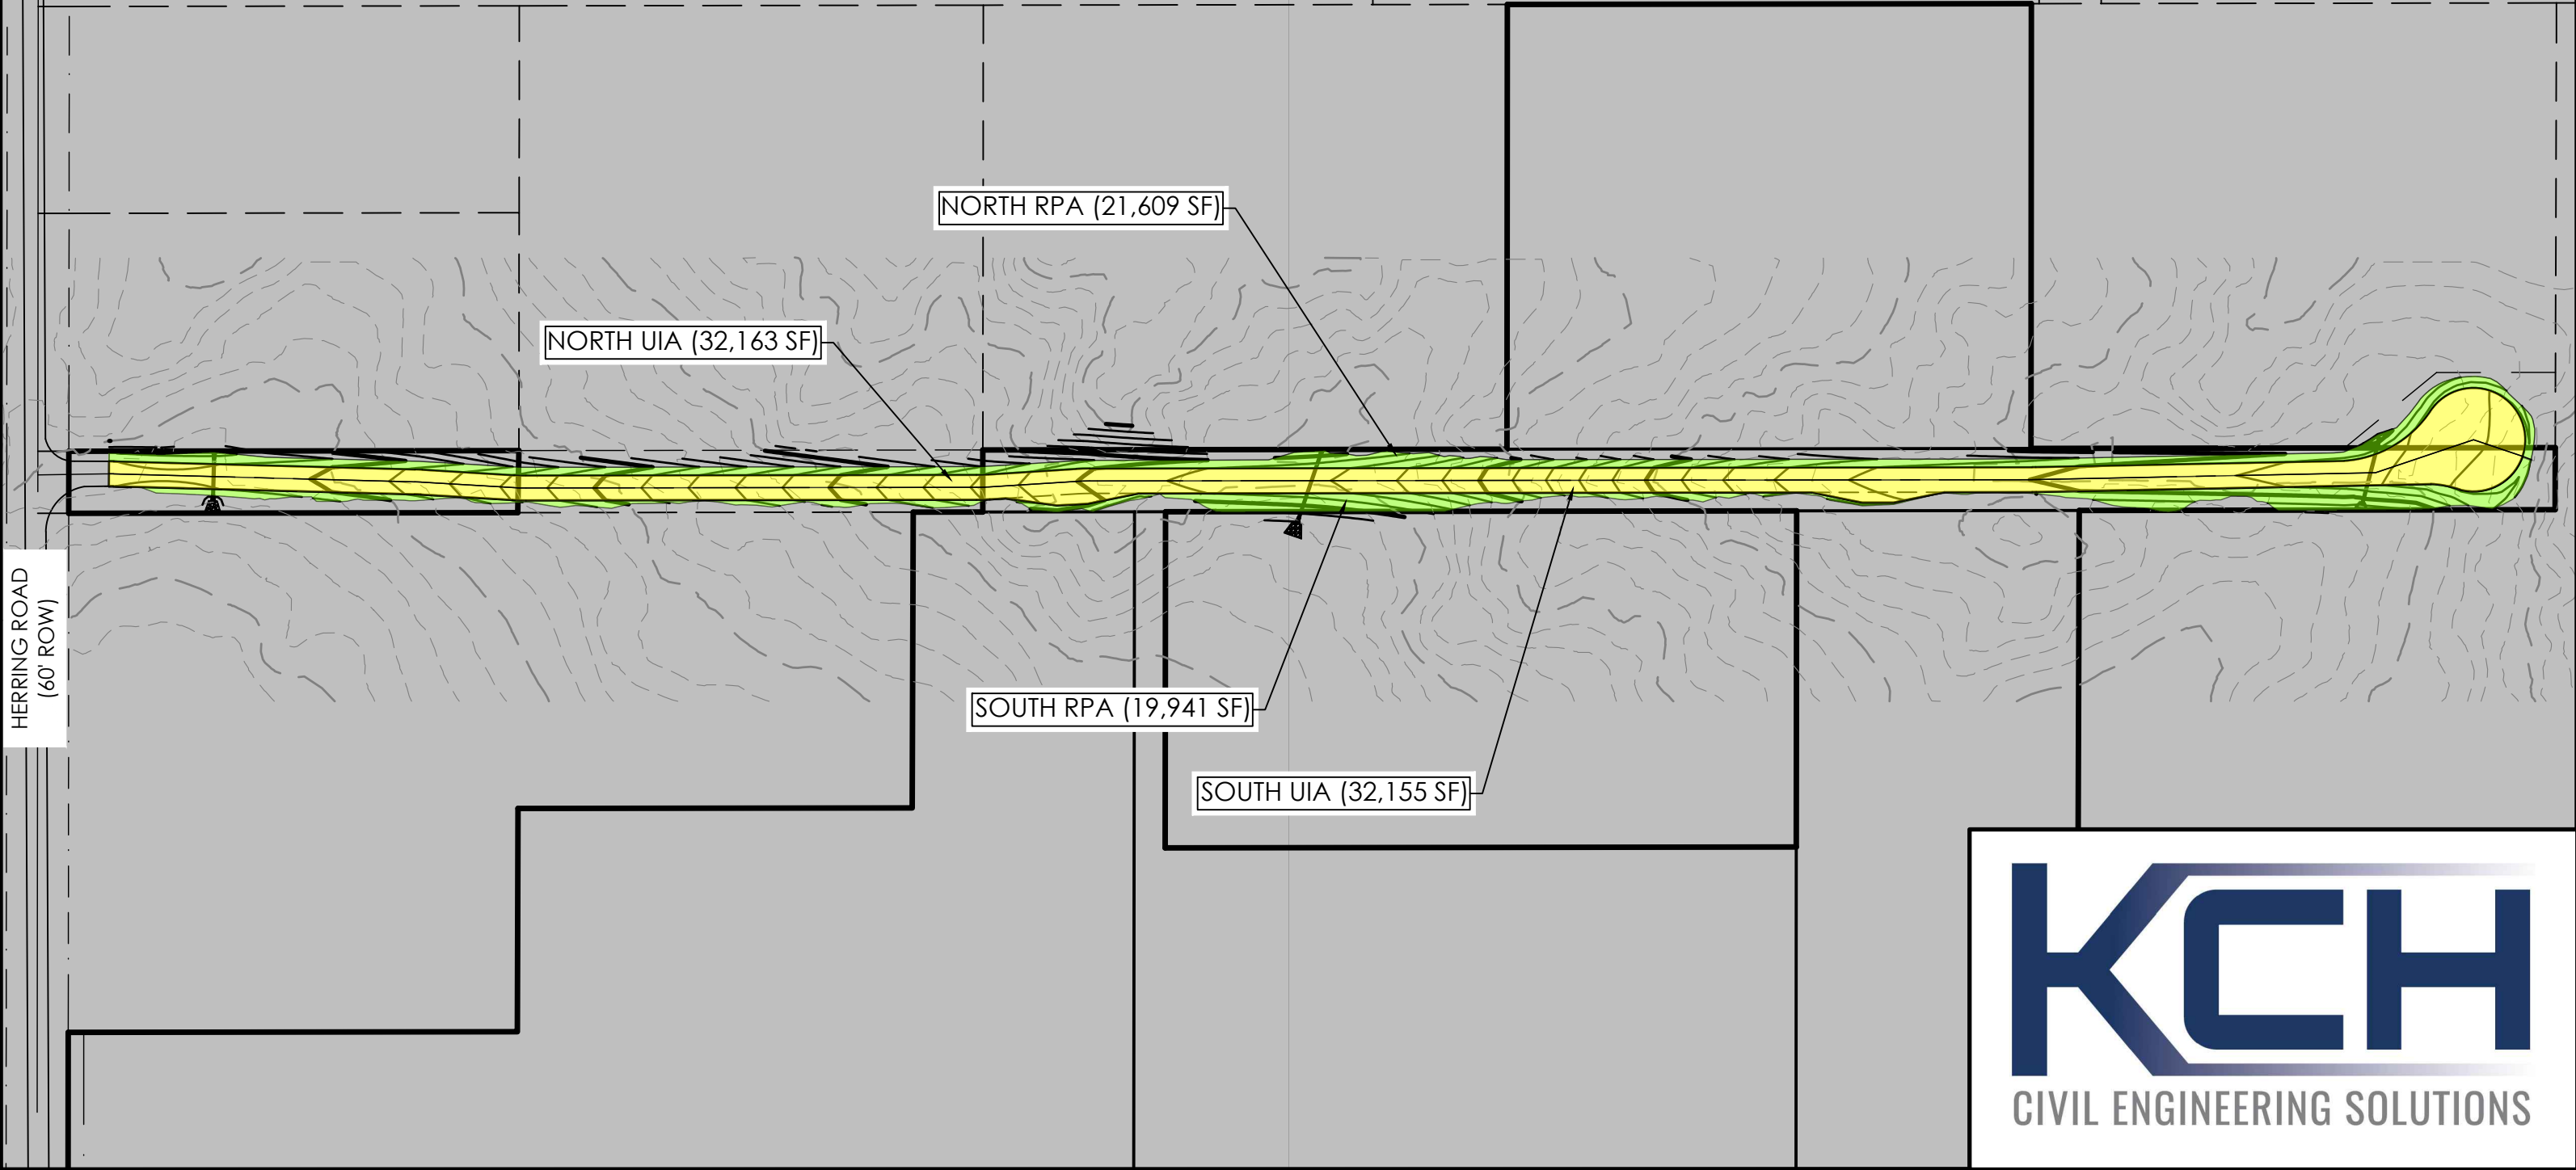 NORTH RPA (21,609 SF)
NORTH UIA (32,163 SF)
HERRING ROAD
(60' ROW)
SOUTH RPA (19,941 SF)
SOUTH UIA (32,155 SF)
KCH
CIVIL ENGINEERING SOLUTIONS